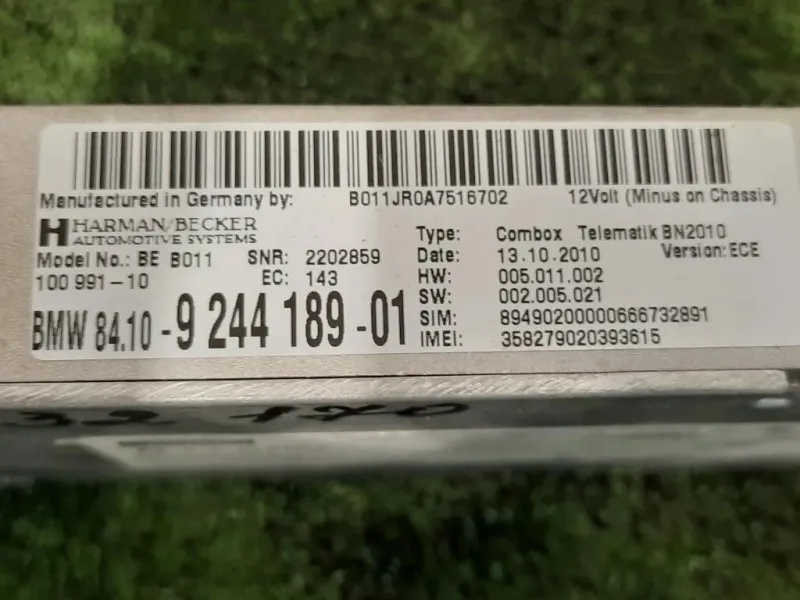 Manufactured in Germany by: B011JR0A7516702 12Volt (Minus on Chassis)
HARMAN/BECKER
AUTOMOTIVE SYSTEMS
Model No.: BE B011 SNR: 2202859
100 991-10 EC: 143
BMW 84.10-9 244 189-01
Type: Combox Telematik BN2010
Date: 13.10.2010 Version: ECE
HW: 005.011.002
SW: 002.005.021
SIM: 89490200000666732891
IMEI: 358279020393615
32 170